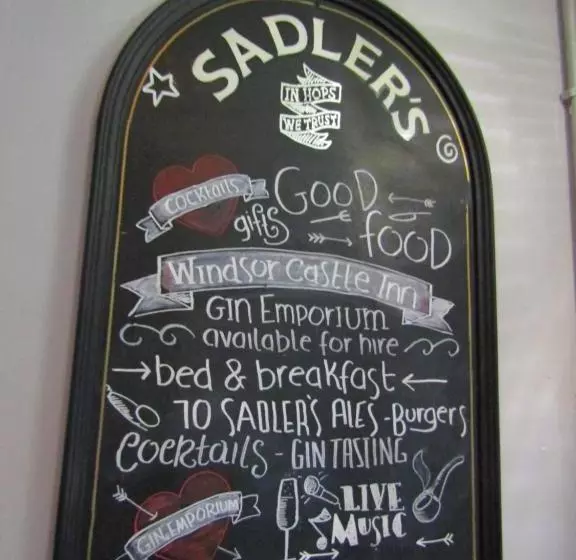 SADLER'S
IN HOPS
WE TRUST
COCKTAILS
gifts
GOOD
fOOD
Windsor Castle Inn
GIN EMPORIUM
available for hire
bed & breakfast
10 SADLER'S ALES - Burgers
Cocktails - GIN TASTING
GIN EMPORIUM
LIVE
MUSIC